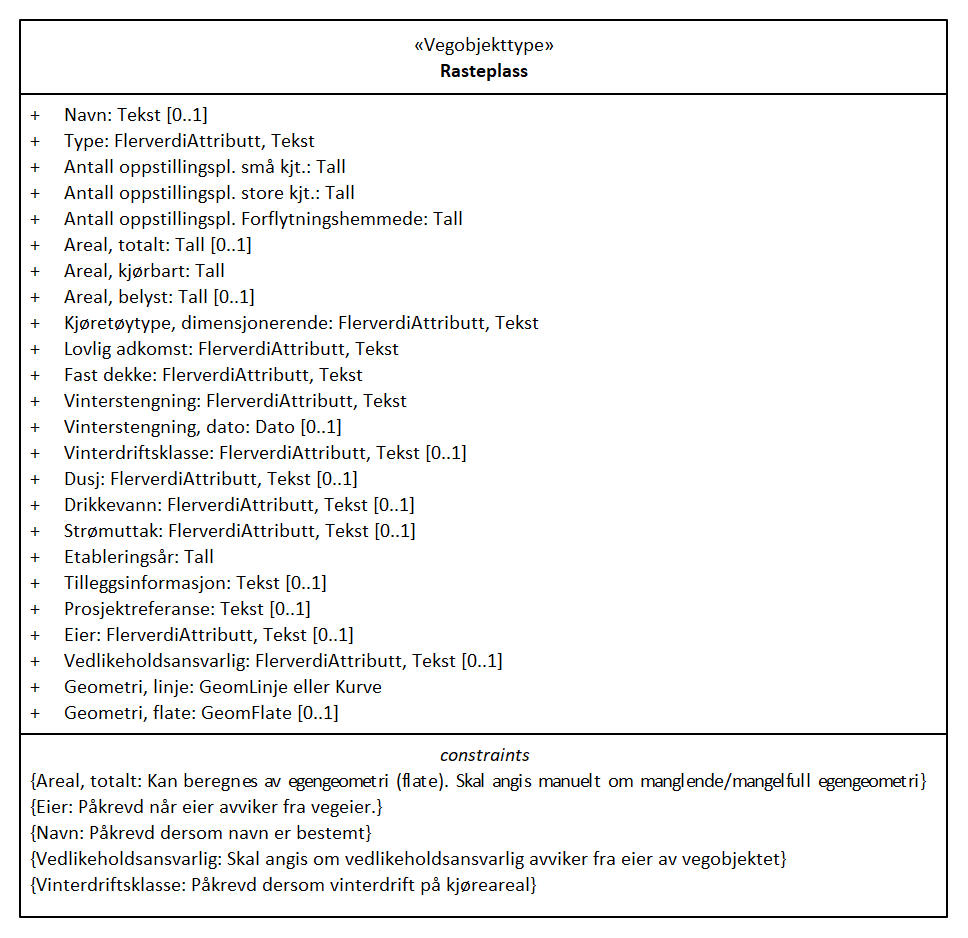 «Vegobjekttype»
Rasteplass
+ Navn: Tekst [0..1]
+ Type: FlerverdiAttributt, Tekst
+ Antall oppstillingspl. små kjt.: Tall
+ Antall oppstillingspl. store kjt.: Tall
+ Antall oppstillingspl. Forflytningshemmede: Tall
+ Areal, totalt: Tall [0..1]
+ Areal, kjørbart: Tall
+ Areal, belyst: Tall [0..1]
+ Kjøretøytype, dimensjonerende: FlerverdiAttributt, Tekst
+ Lovlig adkomst: FlerverdiAttributt, Tekst
+ Fast dekke: FlerverdiAttributt, Tekst
+ Vinterstengning: FlerverdiAttributt, Tekst
+ Vinterstengning, dato: Dato [0..1]
+ Vinterdriftsklasse: FlerverdiAttributt, Tekst [0..1]
+ Dusj: FlerverdiAttributt, Tekst [0..1]
+ Drikkevann: FlerverdiAttributt, Tekst [0..1]
+ Strømuttak: FlerverdiAttributt, Tekst [0..1]
+ Etableringsår: Tall
+ Tilleggsinformasjon: Tekst [0..1]
+ Prosjektreferanse: Tekst [0..1]
+ Eier: FlerverdiAttributt, Tekst [0..1]
+ Vedlikeholdsansvarlig: FlerverdiAttributt, Tekst [0..1]
+ Geometri, linje: GeomLinje eller Kurve
+ Geometri, flate: GeomFlate [0..1]
constraints
{Areal, totalt: Kan beregnes av egengeometri (flate). Skal angis manuelt om manglende/mangelfull egengeometri}
{Eier: Påkrevd når eier avviker fra vegeier.}
{Navn: Påkrevd dersom navn er bestemt}
{Vedlikeholdsansvarlig: Skal angis om vedlikeholdsansvarlig avviker fra eier av vegobjektet}
{Vinterdriftsklasse: Påkrevd dersom vinterdrift på kjøreareal}